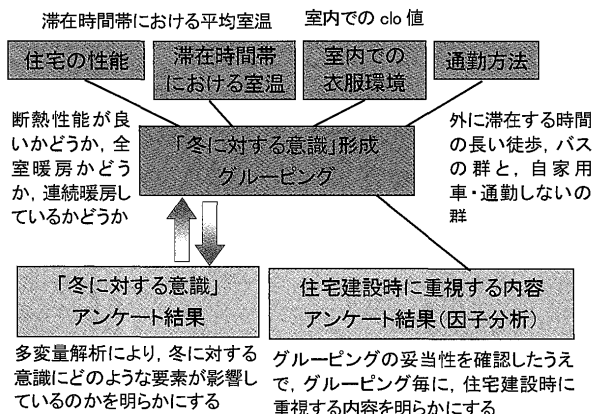 滞在時間帯における平均室温
室内での clo 値
住宅の性能
滞在時間帯
における室温
室内での
衣服環境
通勤方法
断熱性能が良
いかどうか，全
室暖房かどう
か，連続暖房し
ているかどうか
「冬に対する意識」形成
グルーピング
外に滞在する時間
の長い徒歩，バス
の群と，自家用
車・通勤しないの
群
「冬に対する意識」
アンケート結果
住宅建設時に重視する内容
アンケート結果（因子分析）
多変量解析により，冬に対する
意識にどのような要素が影響し
ているのかを明らかにする
グルーピングの妥当性を確認したうえ
で，グルーピング毎に，住宅建設時に
重視する内容を明らかにする